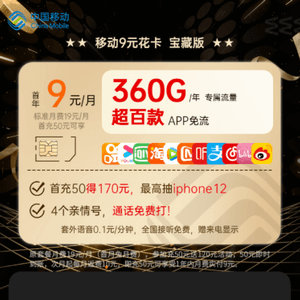 中国移动
China Mobile
★★ 移动9元花卡 宝藏版 ★★
首年 9元/月
标准月费19元/月
首充50元可享
360G/年 专属流量
超百款 APP免流
首充50得170元，最高抽iphone12
4个亲情号，通话免费打！
套外语音0.1元/分钟，全国接听免费，赠来电显示